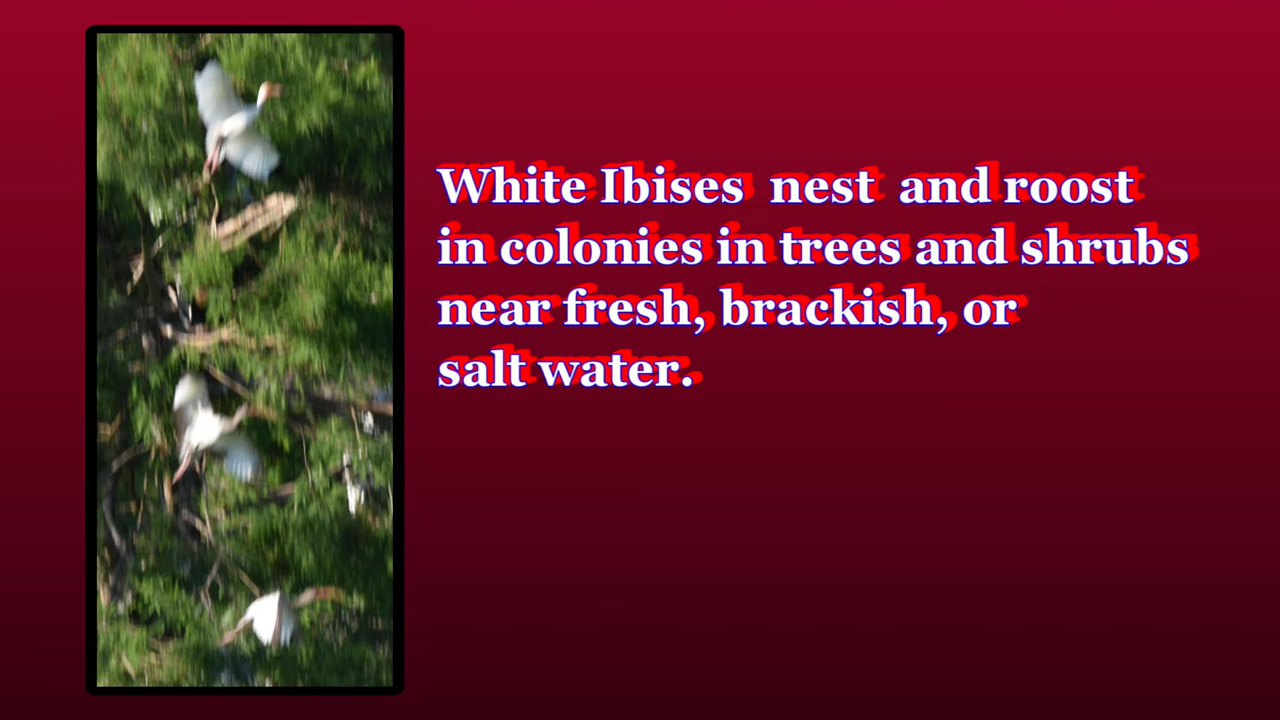 White Ibises nest and roost
in colonies in trees and shrubs
near fresh, brackish, or
salt water.